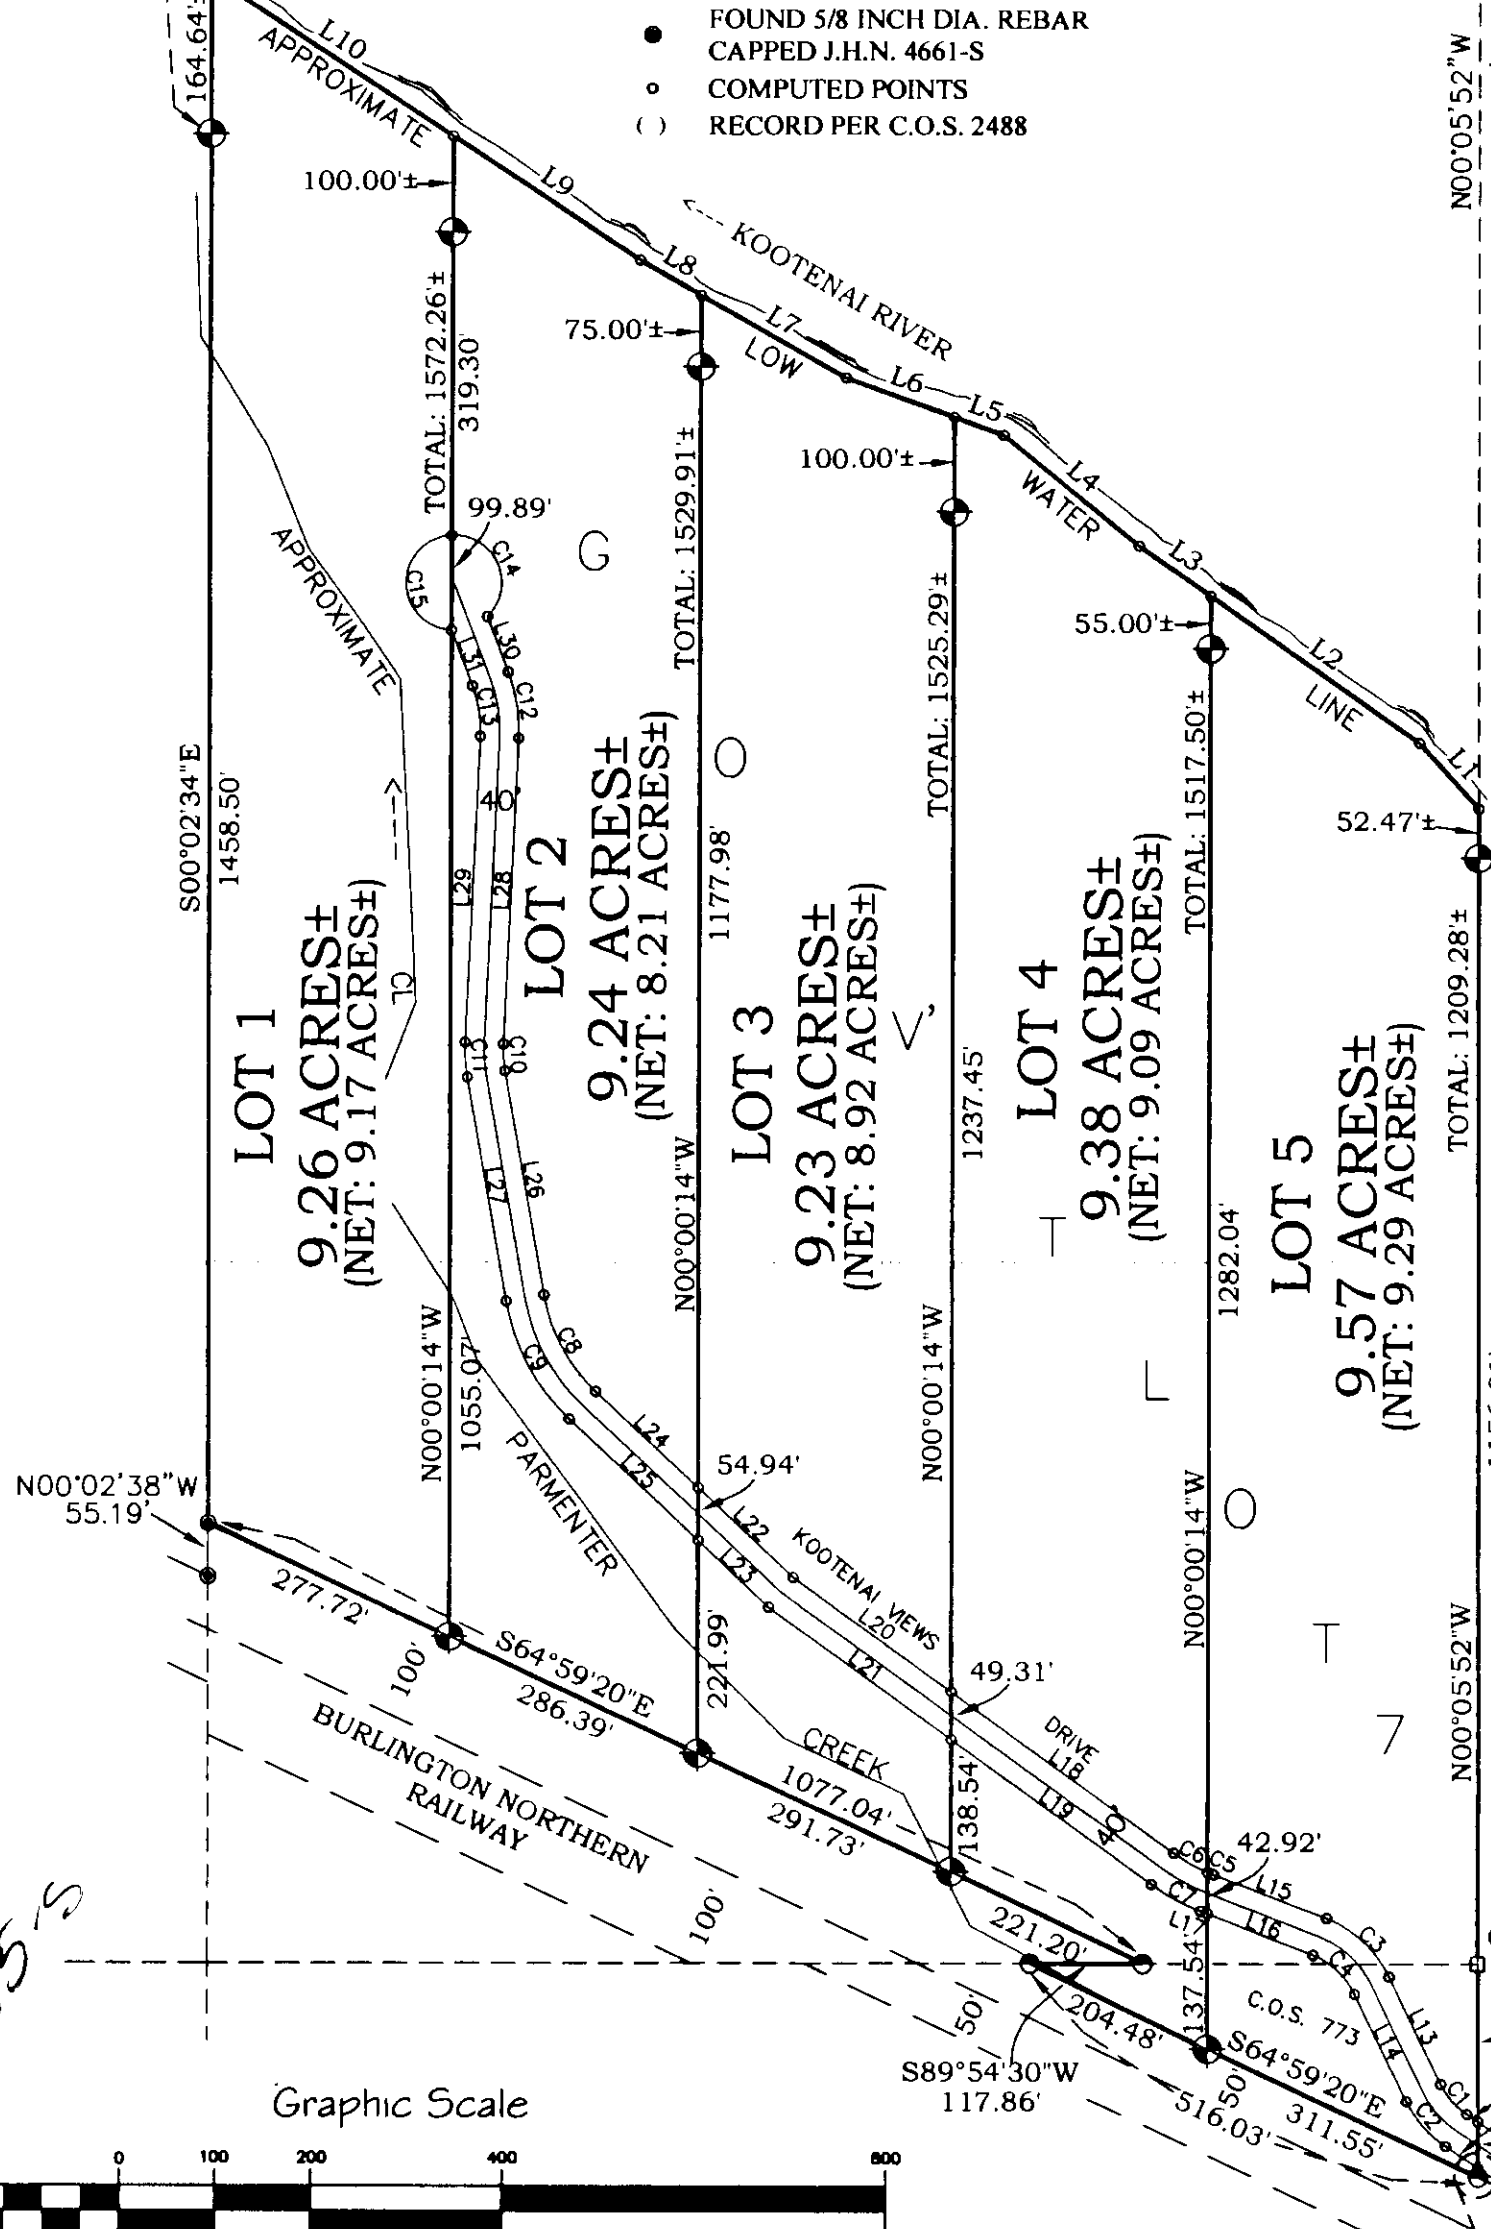 FOUND 5/8 INCH DIA. REBAR
CAPPED J.H.N. 4661-S
COMPUTED POINTS
( ) RECORD PER C.O.S. 2488
164.64'±
L10
APPROXIMATE
100.00'±
L9
L8
KOOTENAI RIVER
N00°05'52"W
75.00'±
L7
LOW
L6
L5
100.00'±
L4
WATER
L3
55.00'±
L2
LINE
L1
52.47'±
TOTAL: 1572.26'±
319.30'
99.89'
C14
C15
G
L30
L31
C13
C12
APPROXIMATE
TOTAL: 1529.91'±
TOTAL: 1525.29'±
TOTAL: 1517.50'±
TOTAL: 1209.28'±
S00°02'34"E
1458.50'
40'
L29
L28
CL
C11
C10
L27
L26
LOT 1
9.26 ACRES±
(NET: 9.17 ACRES±)
LOT 2
9.24 ACRES±
(NET: 8.21 ACRES±)
O
1177.98'
LOT 3
9.23 ACRES±
(NET: 8.92 ACRES±)
1237.45'
LOT 4
9.38 ACRES±
(NET: 9.09 ACRES±)
T
L
1282.04'
LOT 5
9.57 ACRES±
(NET: 9.29 ACRES±)
O
T
7
N00°00'14"W
1055.07'
N00°00'14"W
N00°00'14"W
N00°00'14"W
N00°05'52"W
C8
C9
L24
L25
54.94'
L22
L23
KOOTENAI VIEWS
L20
L21
PARMENTER
N00°02'38"W
55.19'
277.72'
100'
S64°59'20"E
286.39'
221.99'
49.31'
DRIVE
L18
L19
40'
CREEK
BURLINGTON NORTHERN
RAILWAY
1077.04'
291.73'
138.54'
C6
C5
42.92'
C7
L17
L15
L16
C3
C4
100'
221.20'
137.54'
C.O.S. 773
L13
L14
50'
204.48'
S89°54'30"W
117.86'
50'
S64°59'20"E
311.55'
516.03'
C1
C2
Graphic Scale
0 100 200 400 800